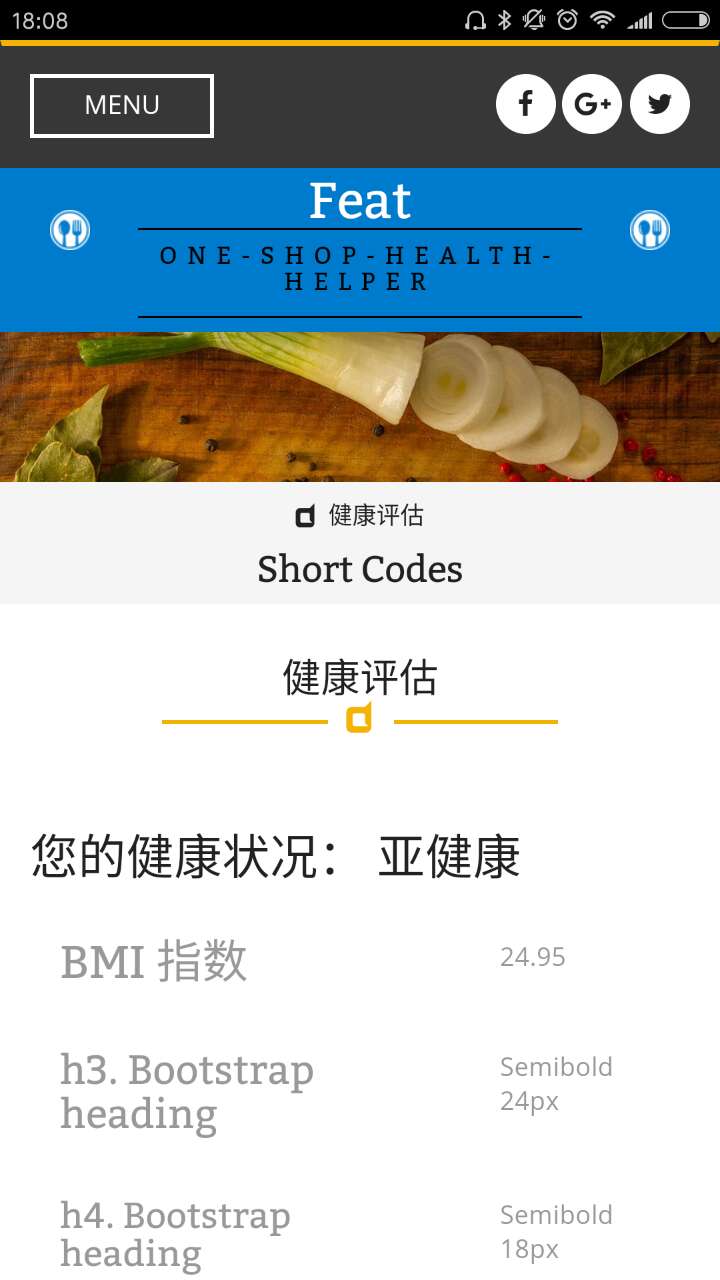 18:08
MENU
Feat
ONE-SHOP-HEALTH-
HELPER
健康评估
Short Codes
健康评估
您的健康状况： 亚健康
BMI 指数
24.95
h3. Bootstrap
heading
Semibold
24px
h4. Bootstrap
heading
Semibold
18px